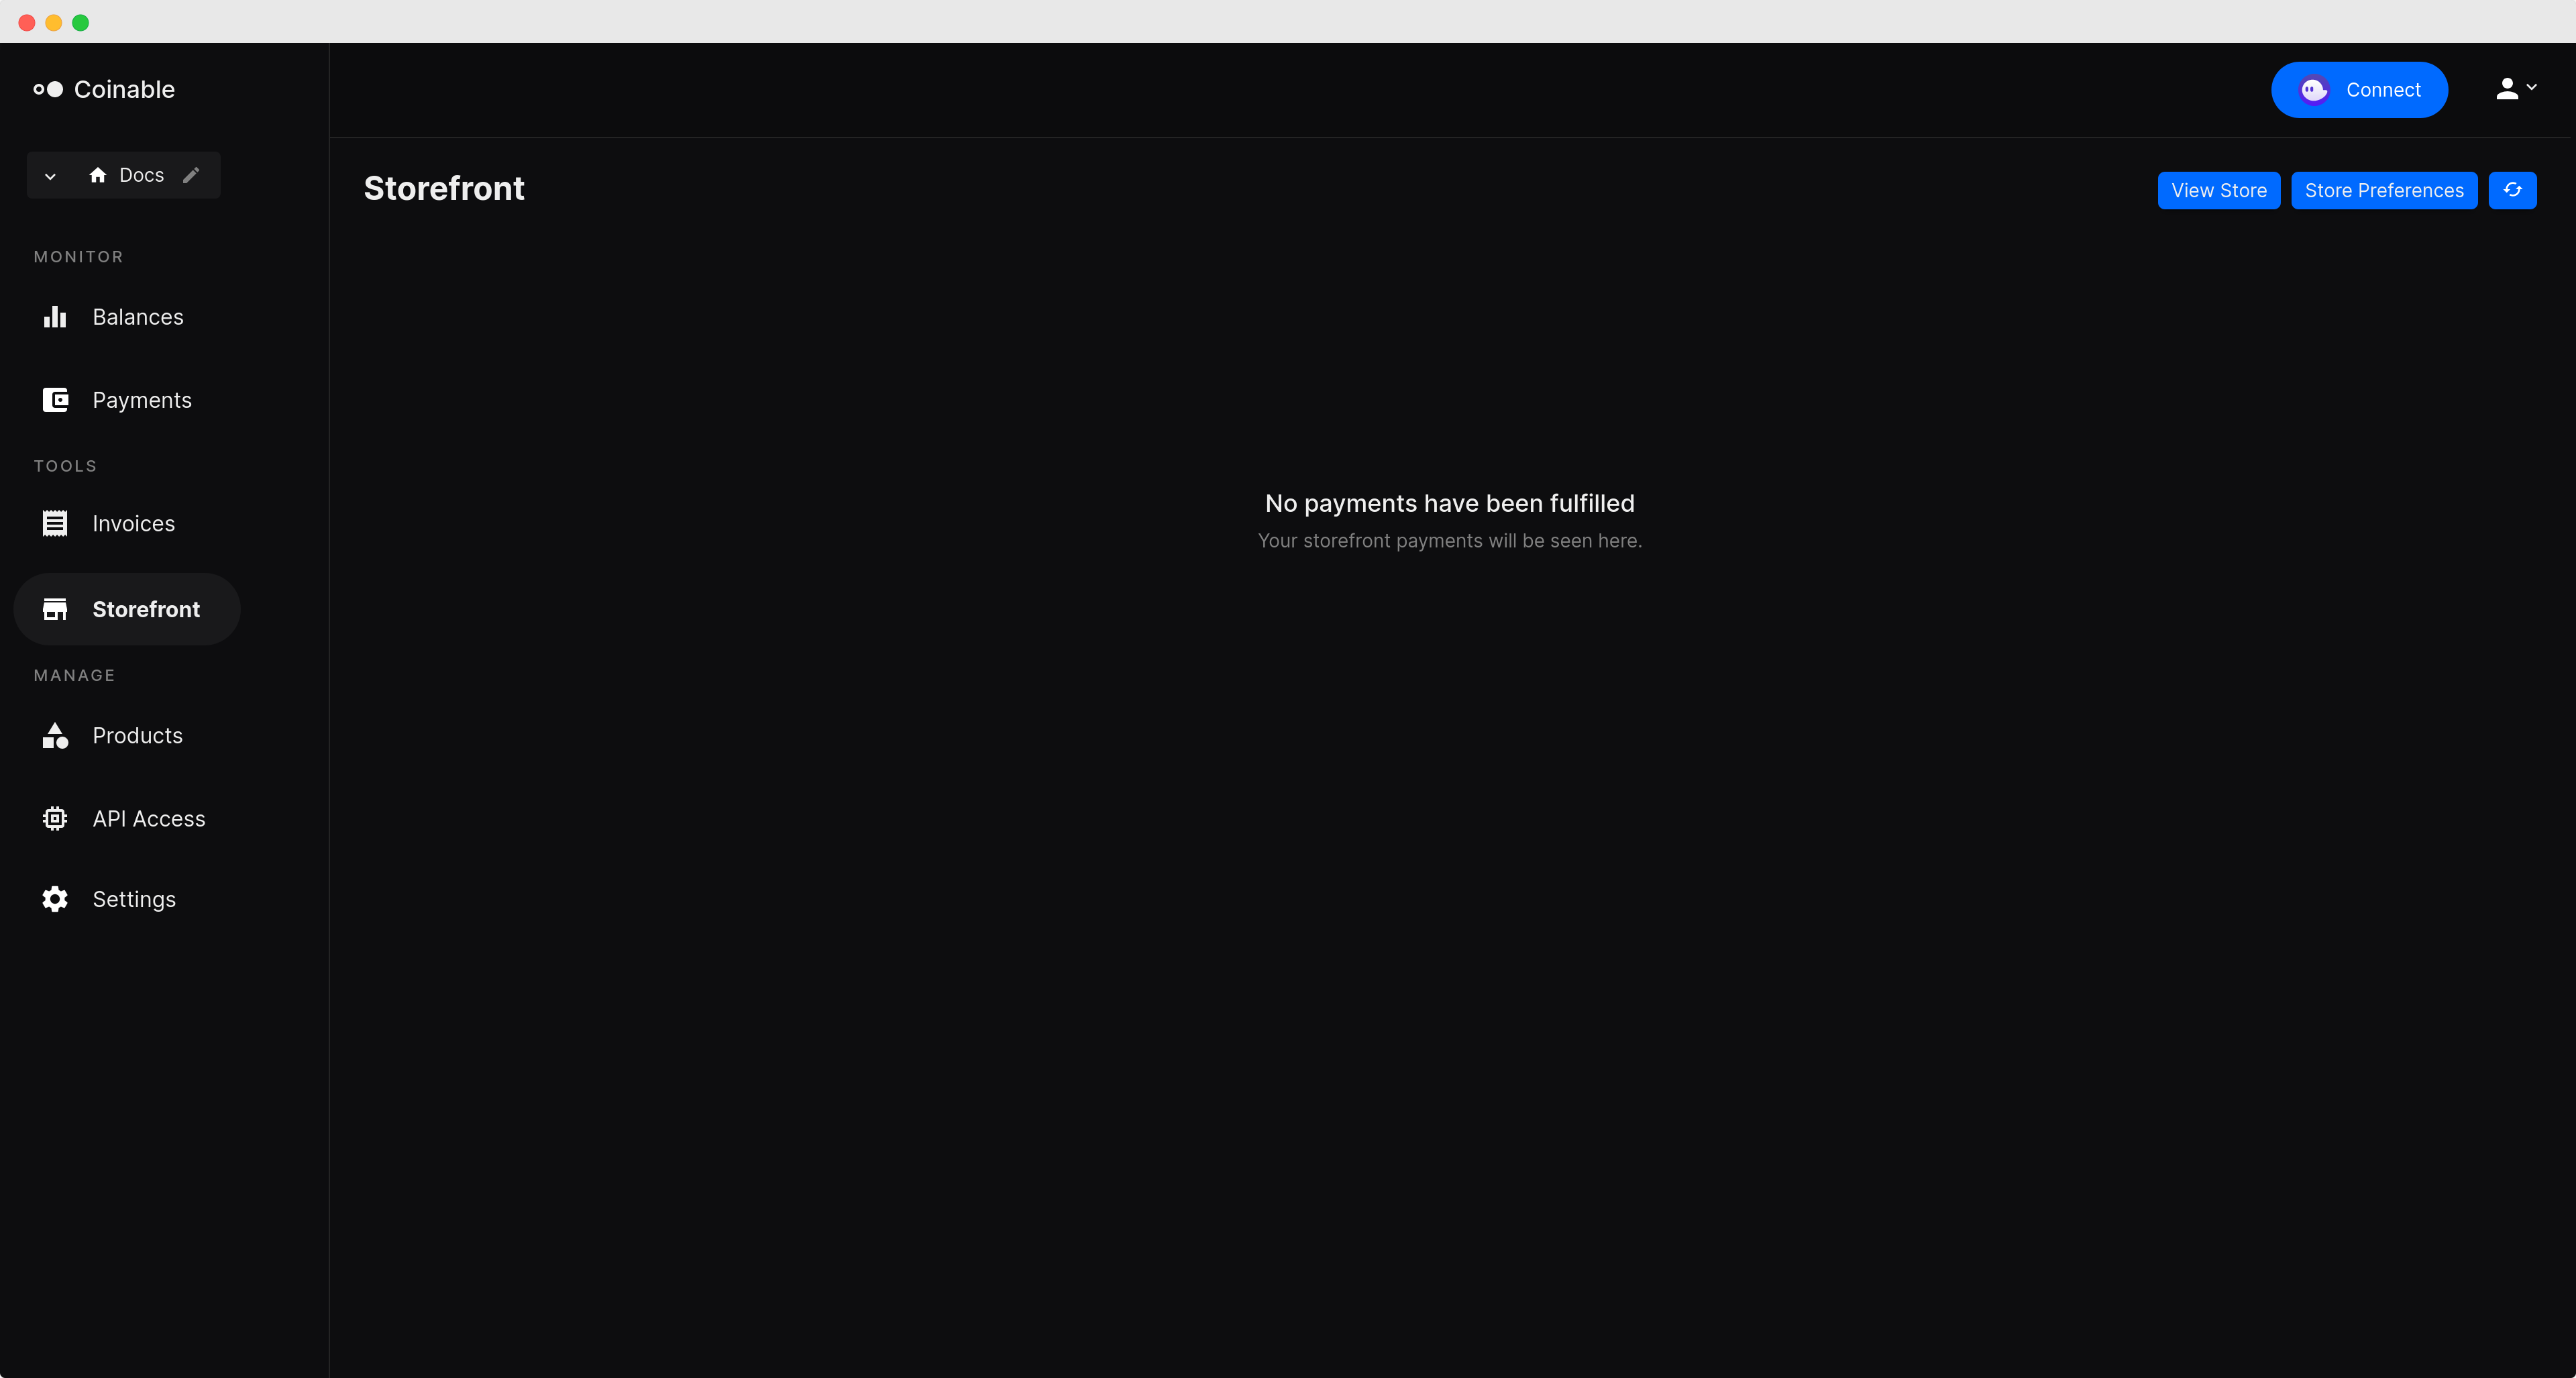 Coinable
Connect
Docs
Storefront
View Store
Store Preferences
MONITOR
Balances
Payments
TOOLS
Invoices
Storefront
MANAGE
Products
API Access
Settings
No payments have been fulfilled
Your storefront payments will be seen here.